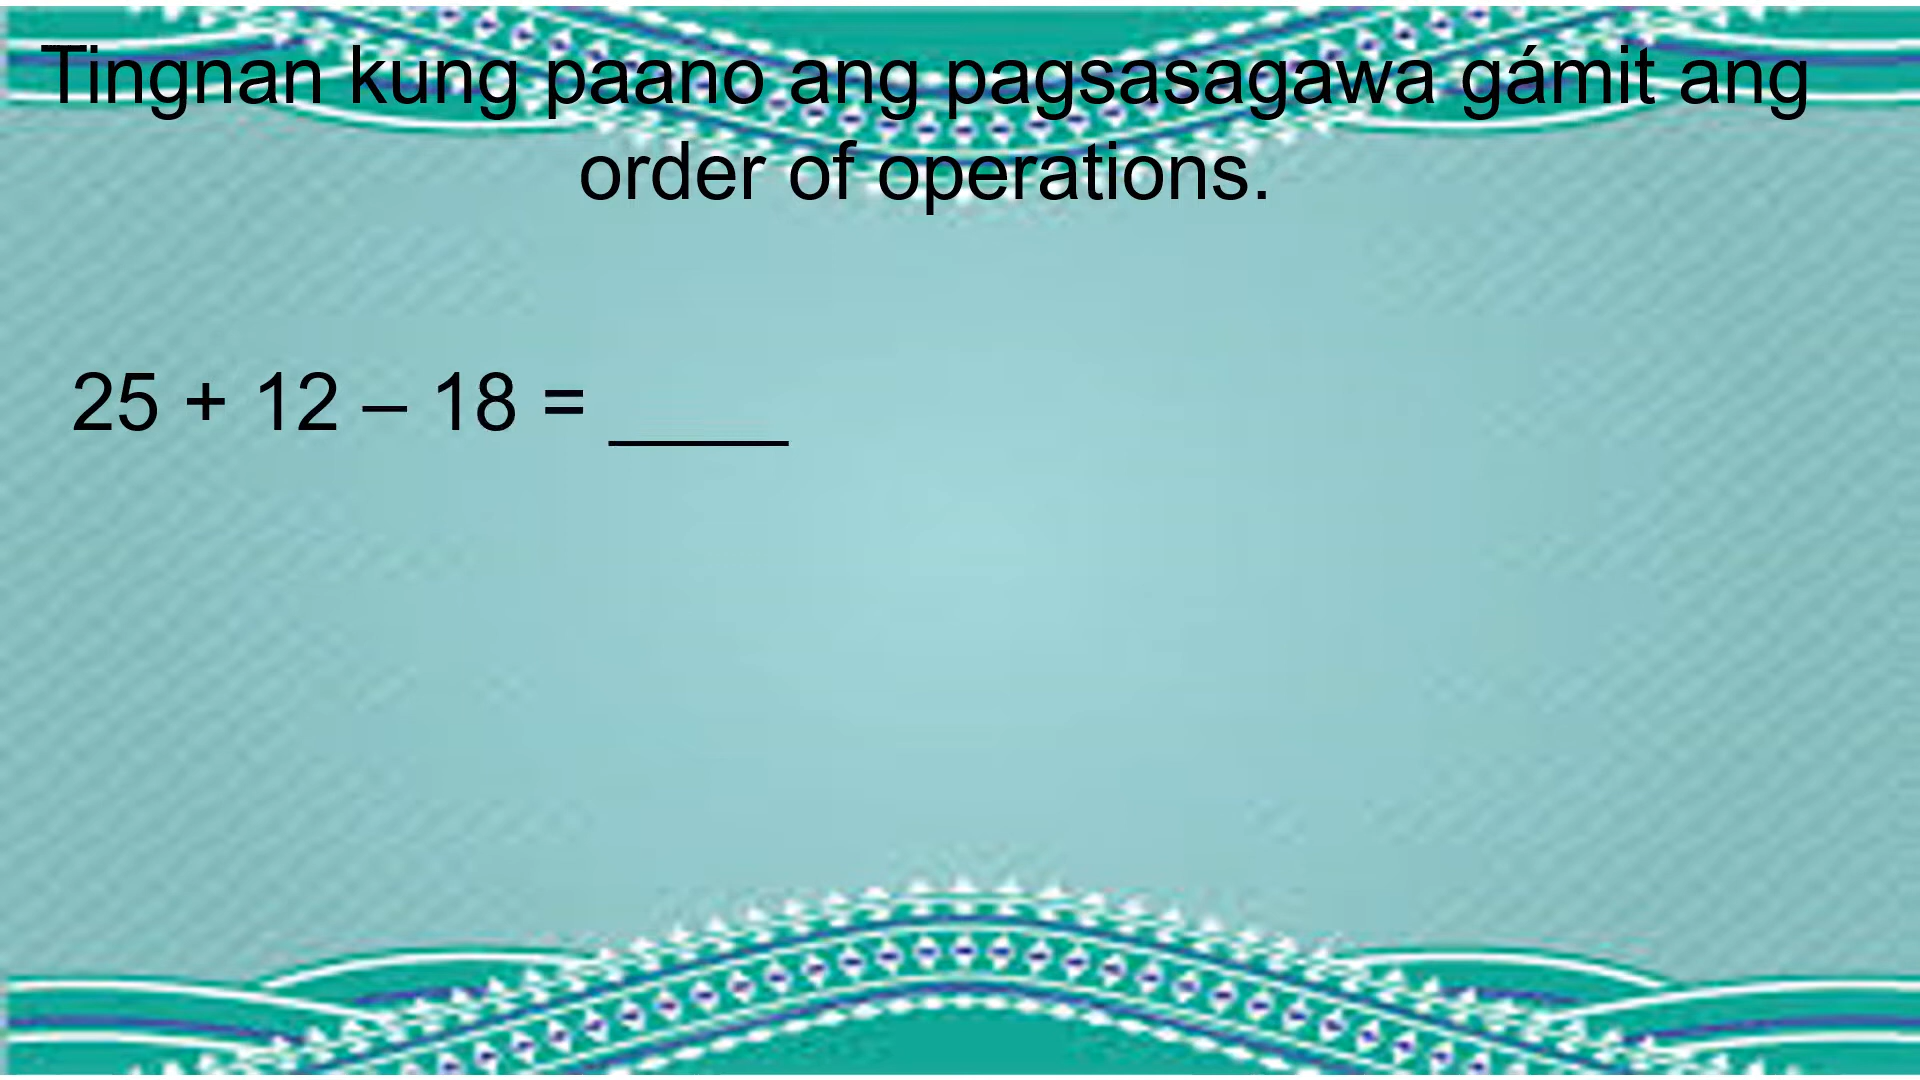 Tingnan kung paano ang pagsasagawa gámit ang
order of operations.
25 + 12 – 18 = ____